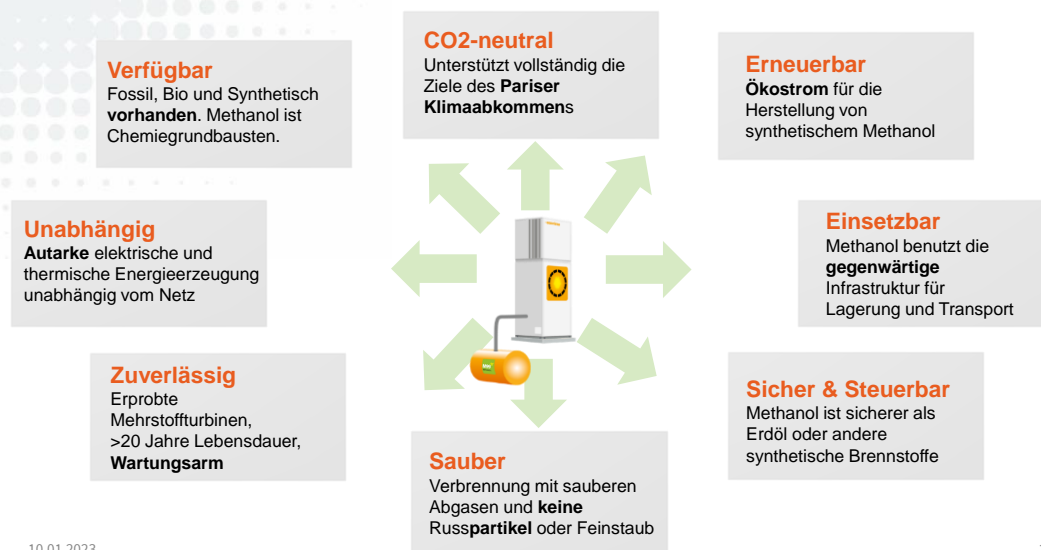 CO2-neutral
Unterstützt vollständig die
Ziele des Pariser
Klimaabkommens
Verfügbar
Fossil, Bio und Synthetisch
vorhanden. Methanol ist
Chemiegrundbausten.
Erneuerbar
Ökostrom für die
Herstellung von
synthetischem Methanol
Unabhängig
Autarke elektrische und
thermische Energieerzeugung
unabhängig vom Netz
Einsetzbar
Methanol benutzt die
gegenwärtige
Infrastruktur für
Lagerung und Transport
Zuverlässig
Erprobte
Mehrstoffturbinen,
>20 Jahre Lebensdauer,
Wartungsarm
Sicher & Steuerbar
Methanol ist sicherer als
Erdöl oder andere
synthetische Brennstoffe
Sauber
Verbrennung mit sauberen
Abgasen und keine
Russpartikel oder Feinstaub
10.01.2023